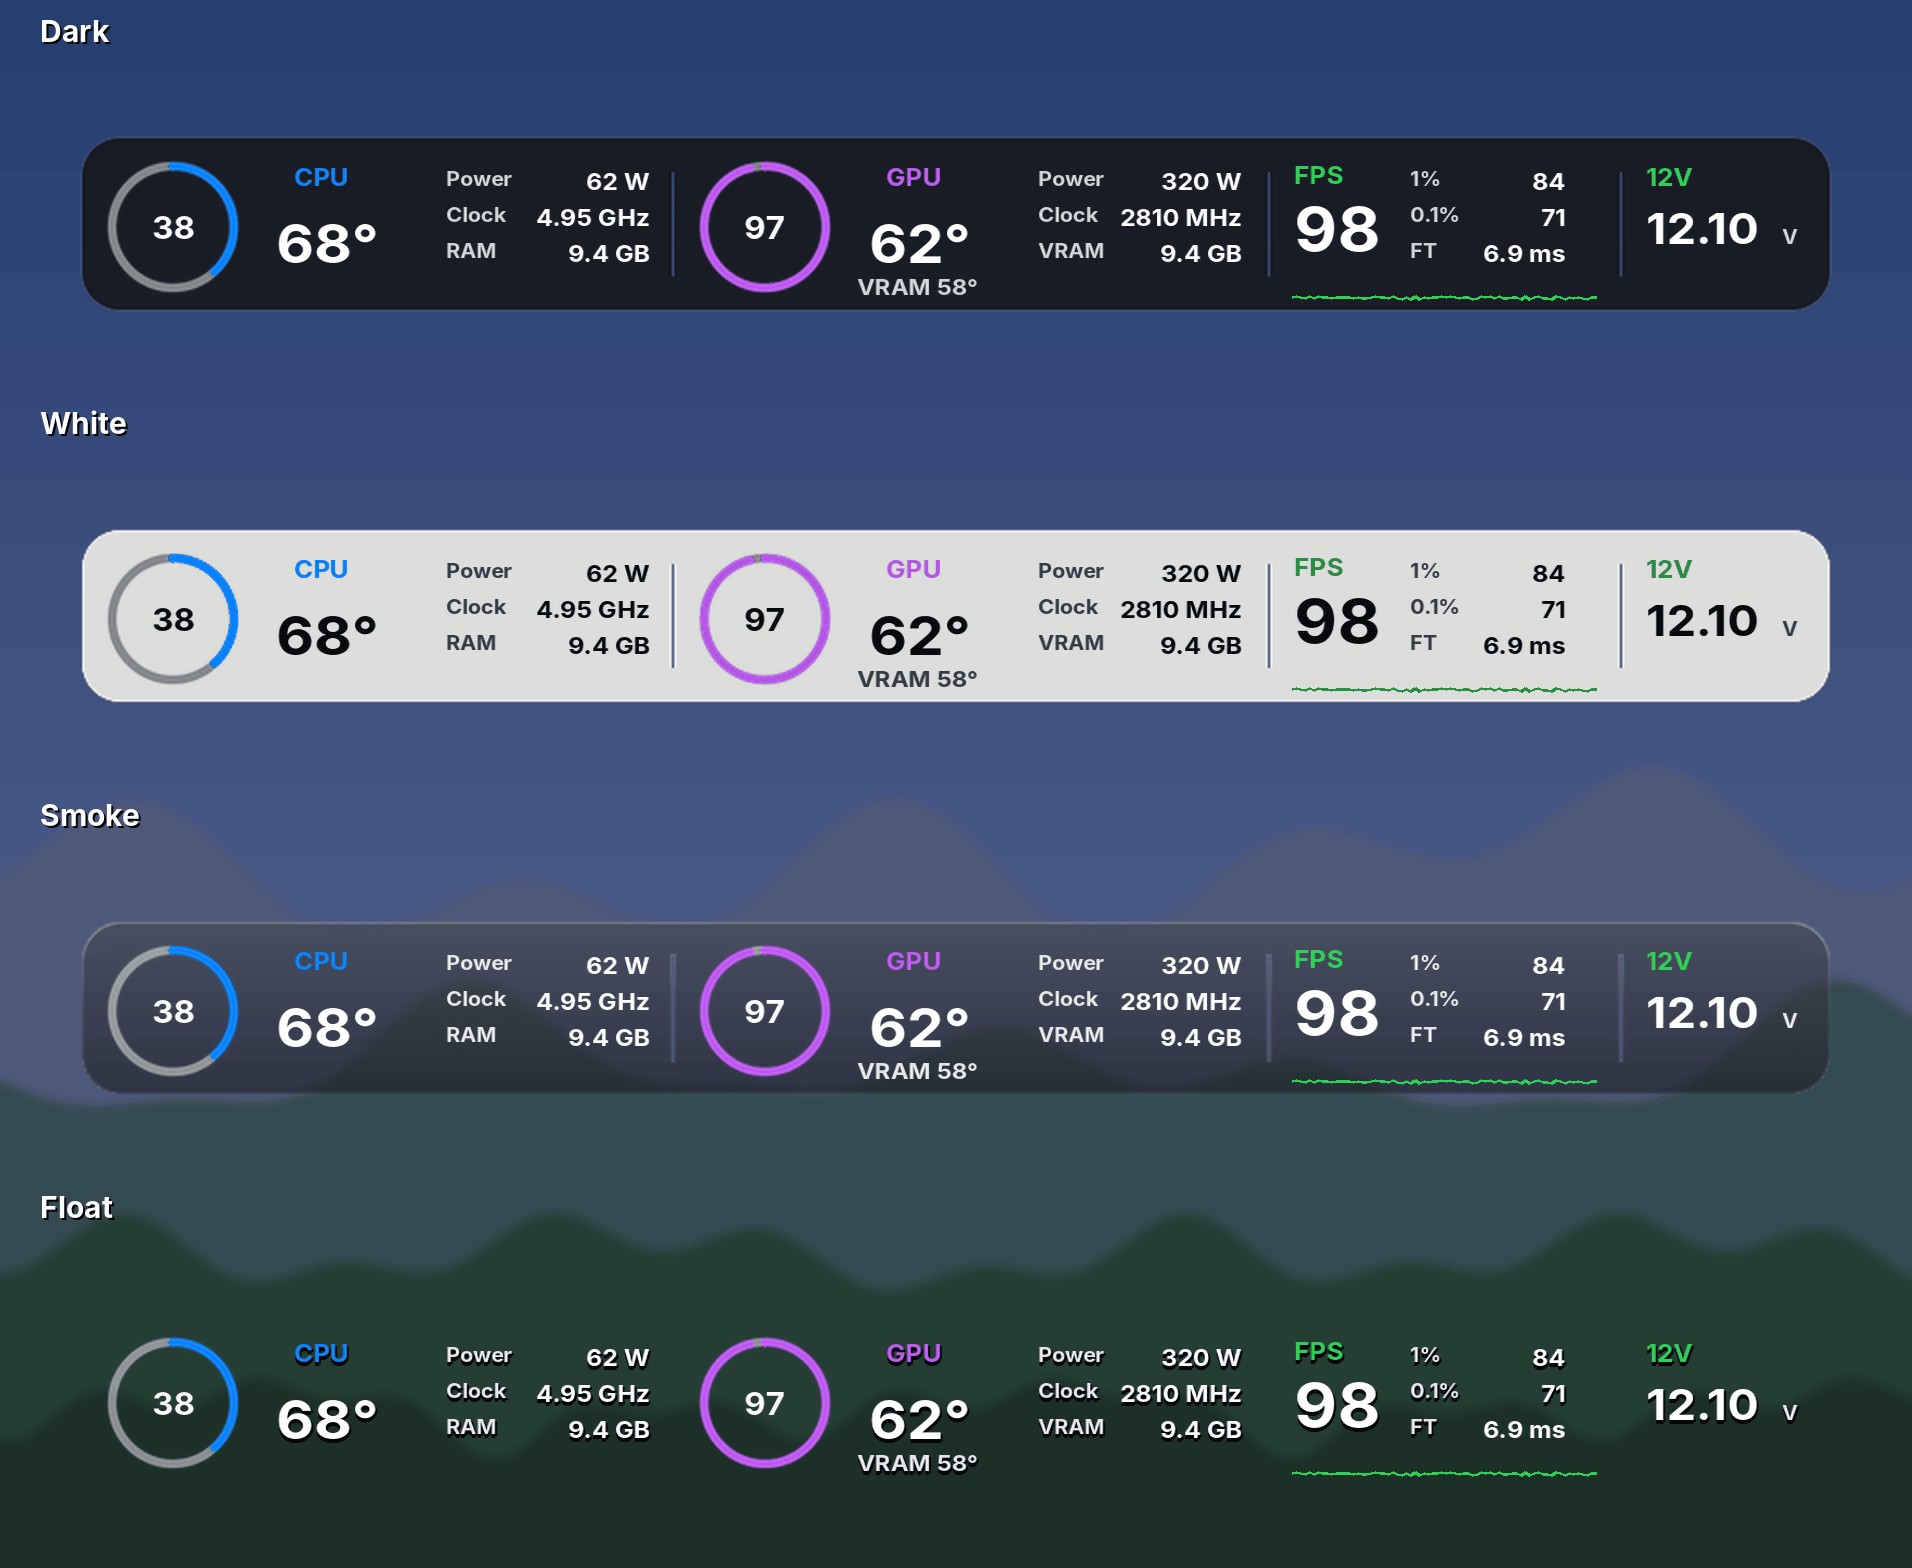 Dark
CPU Power 62 W GPU Power 320 W FPS 1% 84 12V
38 68° Clock 4.95 GHz 97 62° Clock 2810 MHz 98 0.1% 71 12.10 V
RAM 9.4 GB VRAM 9.4 GB FT 6.9 ms
VRAM 58°
White
CPU Power 62 W GPU Power 320 W FPS 1% 84 12V
38 68° Clock 4.95 GHz 97 62° Clock 2810 MHz 98 0.1% 71 12.10 V
RAM 9.4 GB VRAM 9.4 GB FT 6.9 ms
VRAM 58°
Smoke
CPU Power 62 W GPU Power 320 W FPS 1% 84 12V
38 68° Clock 4.95 GHz 97 62° Clock 2810 MHz 98 0.1% 71 12.10 V
RAM 9.4 GB VRAM 9.4 GB FT 6.9 ms
VRAM 58°
Float
CPU Power 62 W GPU Power 320 W FPS 1% 84 12V
38 68° Clock 4.95 GHz 97 62° Clock 2810 MHz 98 0.1% 71 12.10 V
RAM 9.4 GB VRAM 9.4 GB FT 6.9 ms
VRAM 58°